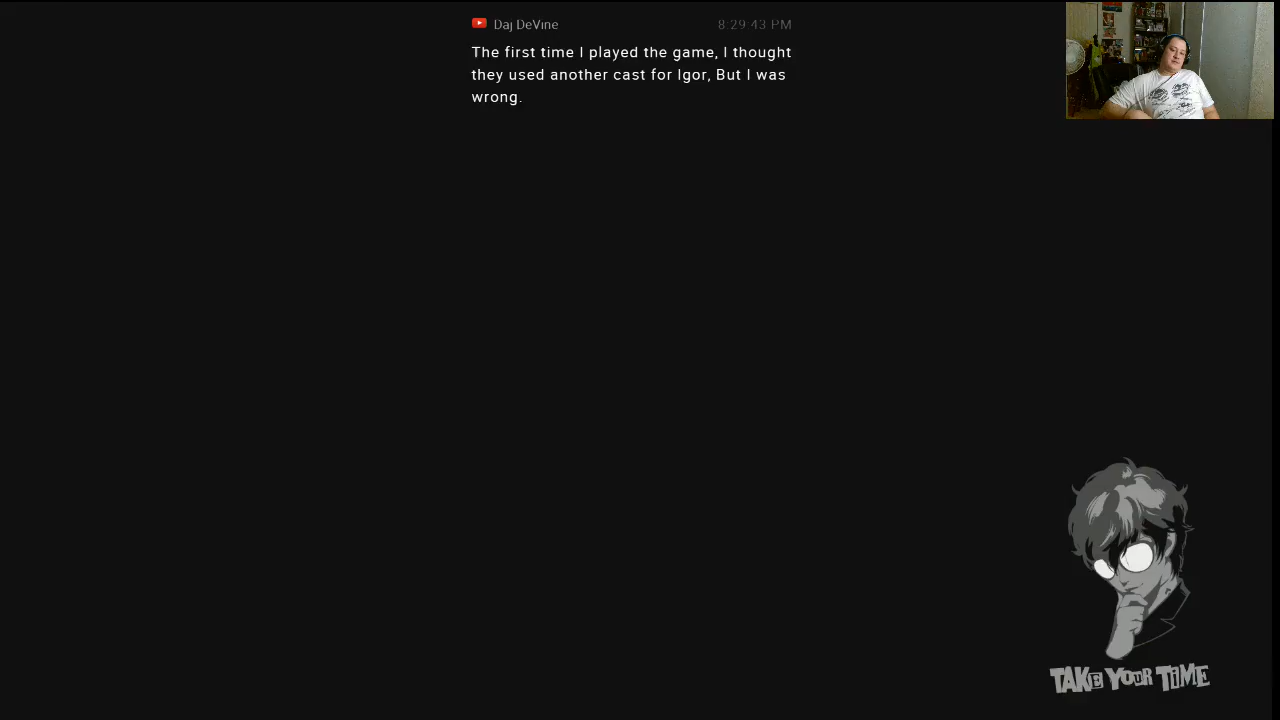 Daj DeVine 8:29:43 PM
The first time I played the game, I thought
they used another cast for Igor, But I was
wrong.
TAKE YOUR TIME